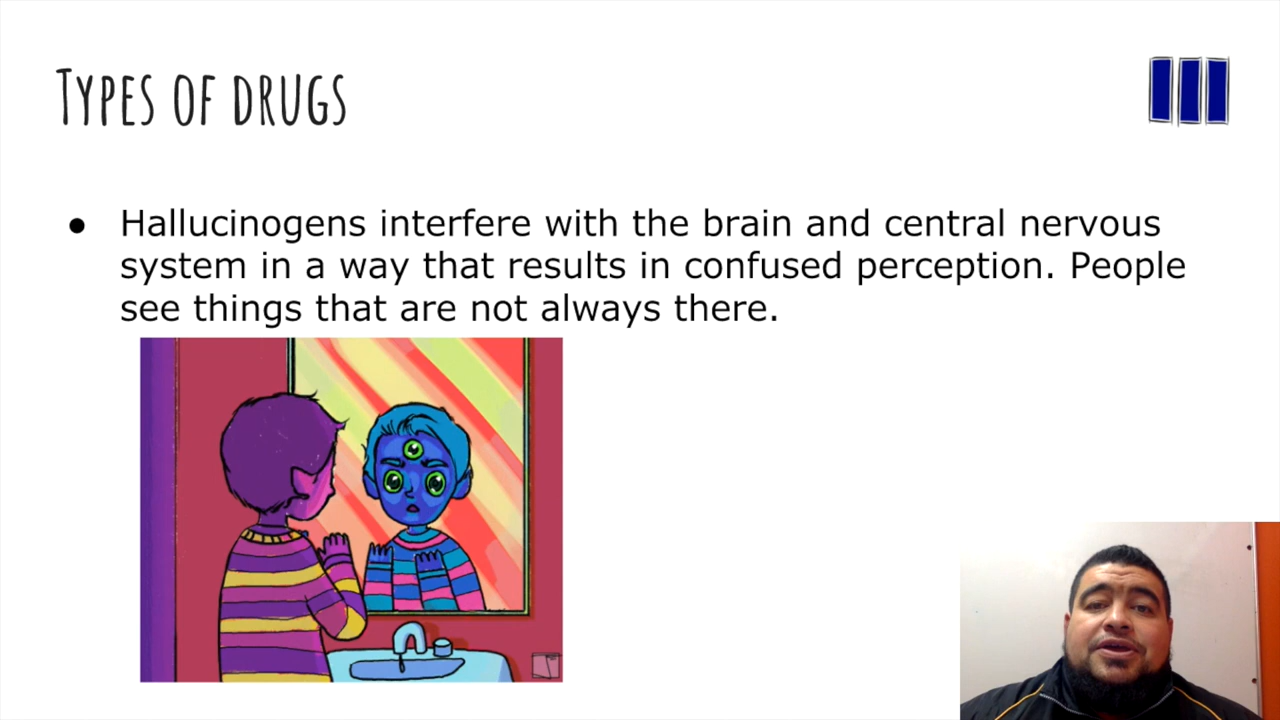 Types of drugs
● Hallucinogens interfere with the brain and central nervous
system in a way that results in confused perception. People
see things that are not always there.